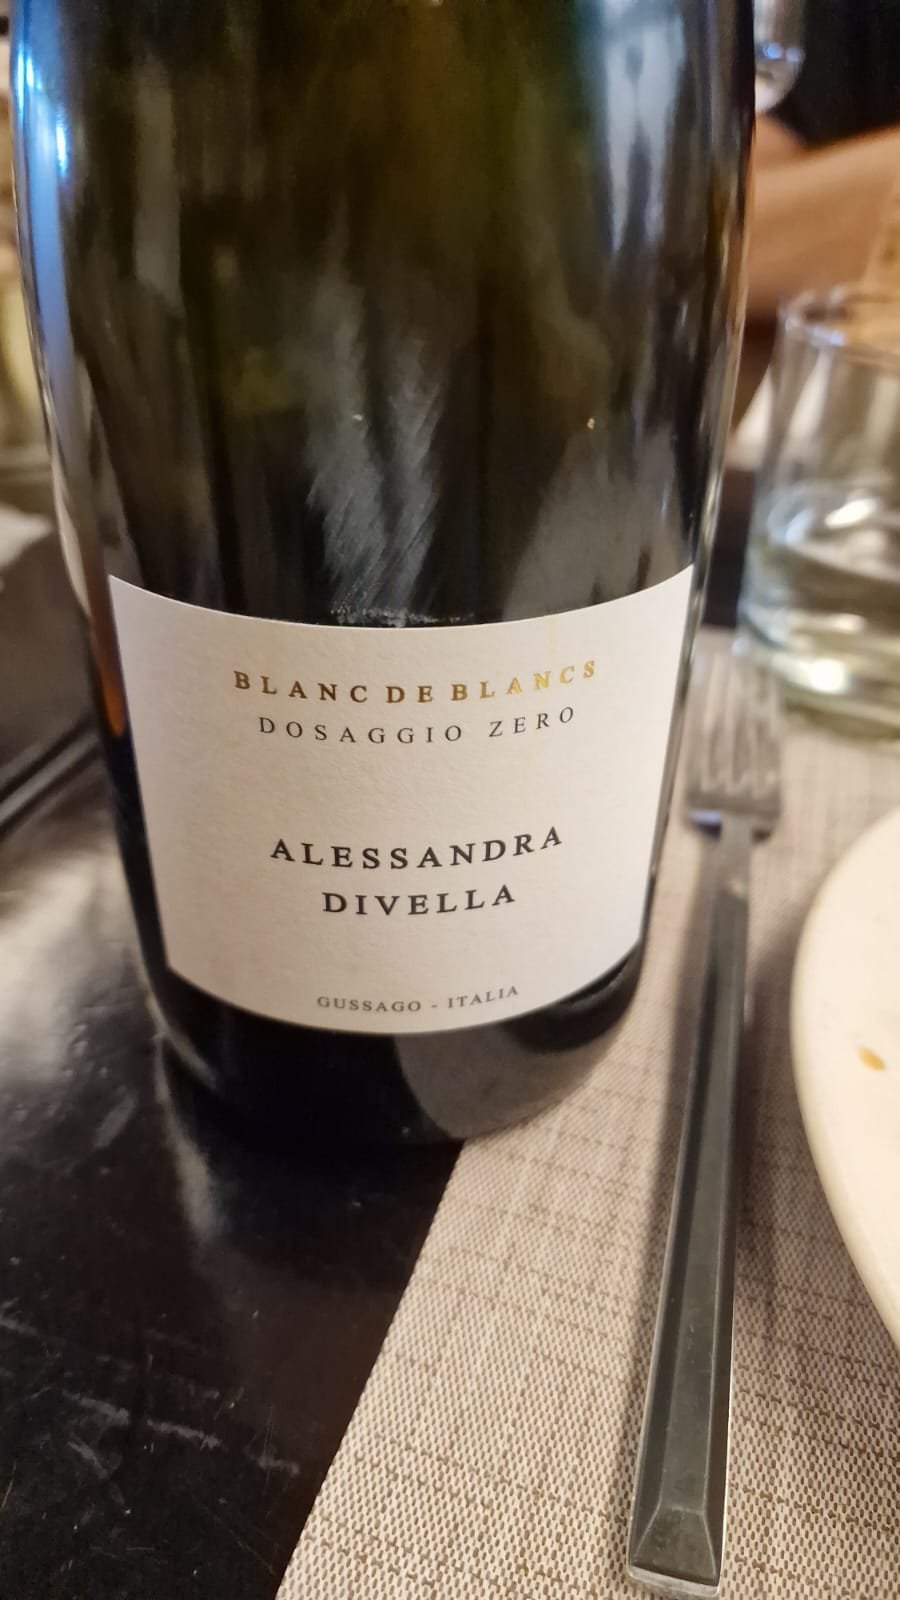 BLANC DE BLANCS
DOSAGGIO ZERO
ALESSANDRA
DIVELLA
GUSSAGO - ITALIA